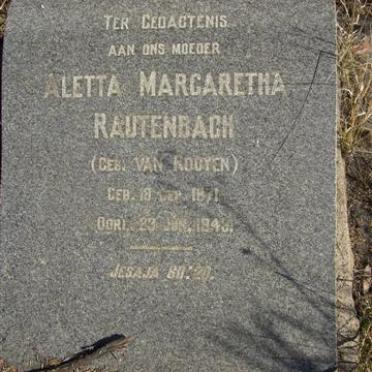 TER GEDAGTENIS
AAN ONS MOEDER
ALETTA MARGARETHA
RAUTENBACH
(GEB. VAN ROOYEN)
GEB. 18 SEP. 1871
OORL. 23 1943.
JESAJA 60:20.